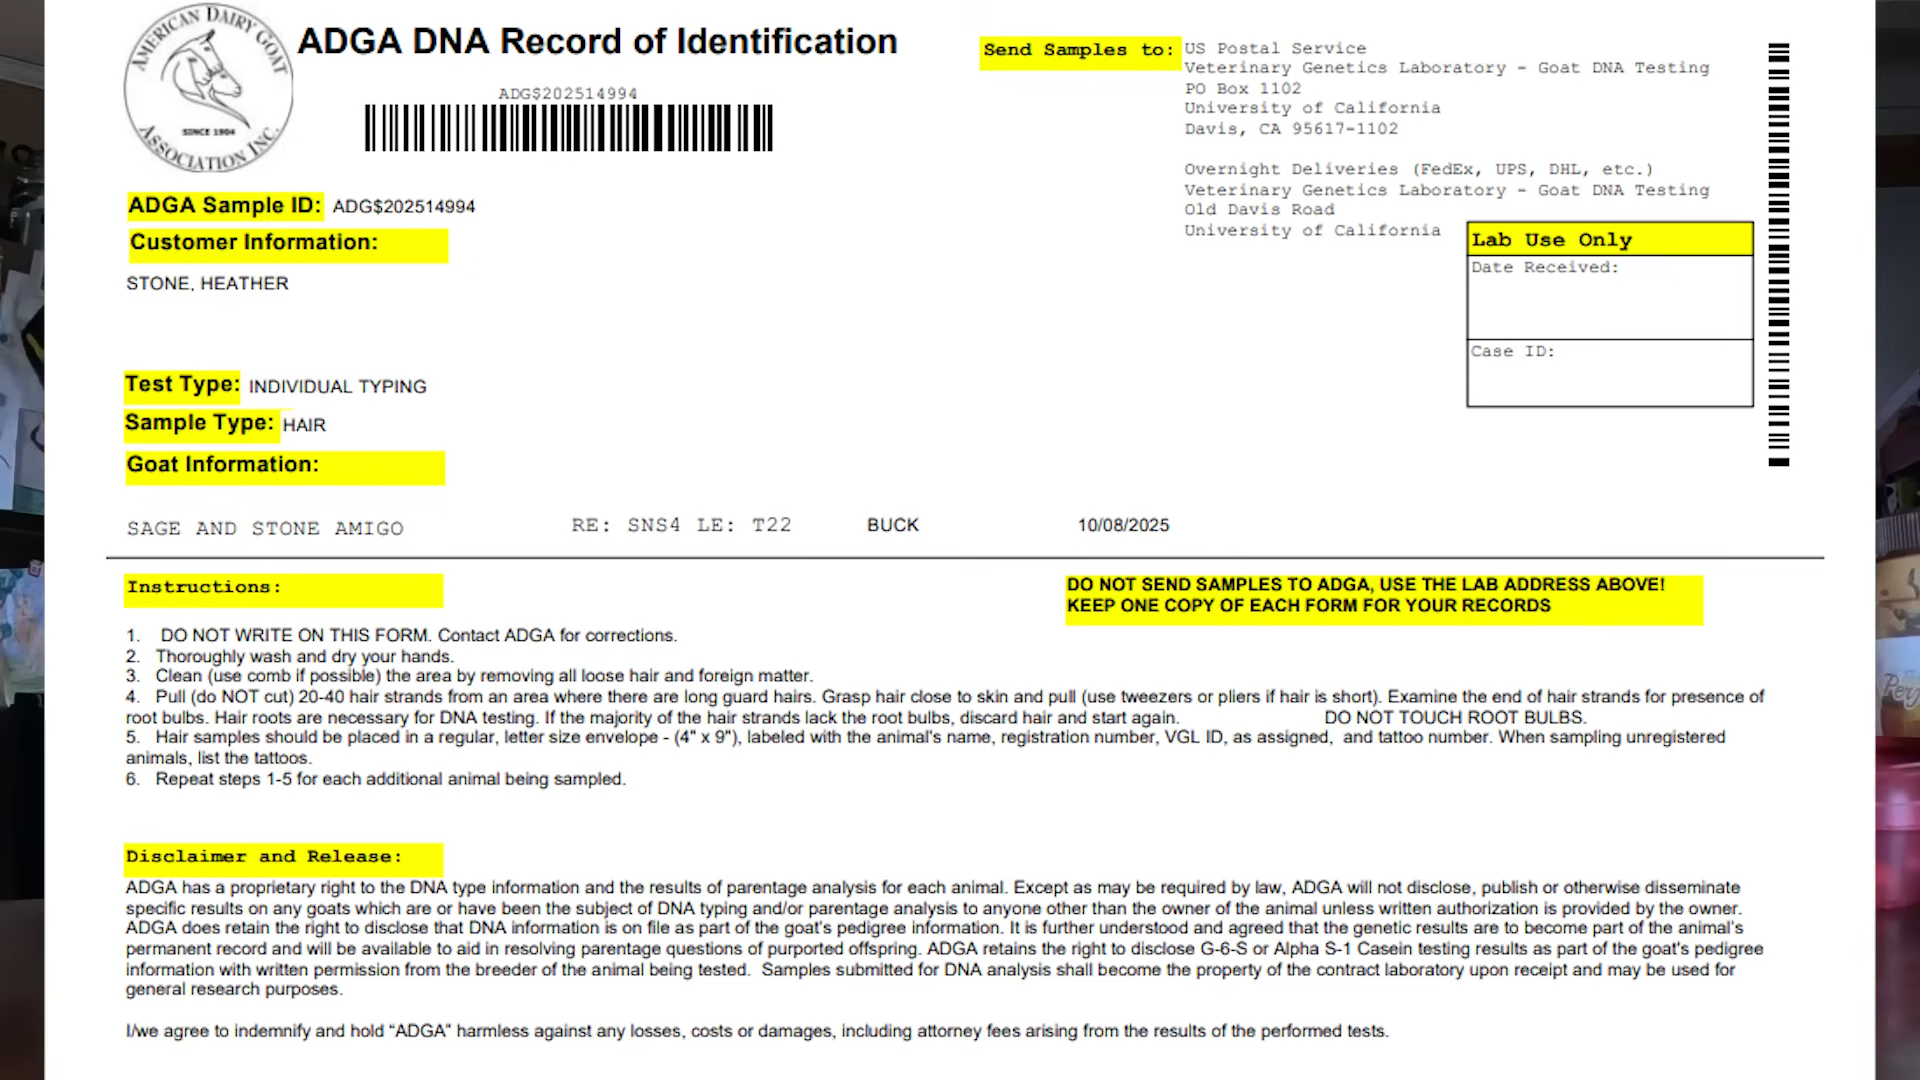 AMERICAN DAIRY GOAT
SINCE 1904
ASSOCIATION INC.
ADGA DNA Record of Identification
ADG$202514994
Send Samples to:
US Postal Service
Veterinary Genetics Laboratory - Goat DNA Testing
PO Box 1102
University of California
Davis, CA 95617-1102
Overnight Deliveries (FedEx, UPS, DHL, etc.)
Veterinary Genetics Laboratory - Goat DNA Testing
Old Davis Road
University of California
Lab Use Only
Date Received:
Case ID:
ADGA Sample ID: ADG$202514994
Customer Information:
STONE, HEATHER
Test Type: INDIVIDUAL TYPING
Sample Type: HAIR
Goat Information:
SAGE AND STONE AMIGO RE: SNS4 LE: T22 BUCK 10/08/2025
Instructions:
DO NOT SEND SAMPLES TO ADGA, USE THE LAB ADDRESS ABOVE!
KEEP ONE COPY OF EACH FORM FOR YOUR RECORDS
1. DO NOT WRITE ON THIS FORM. Contact ADGA for corrections.
2. Thoroughly wash and dry your hands.
3. Clean (use comb if possible) the area by removing all loose hair and foreign matter.
4. Pull (do NOT cut) 20-40 hair strands from an area where there are long guard hairs. Grasp hair close to skin and pull (use tweezers or pliers if hair is short). Examine the end of hair strands for presence of
root bulbs. Hair roots are necessary for DNA testing. If the majority of the hair strands lack the root bulbs, discard hair and start again. DO NOT TOUCH ROOT BULBS.
5. Hair samples should be placed in a regular, letter size envelope - (4" x 9"), labeled with the animal's name, registration number, VGL ID, as assigned, and tattoo number. When sampling unregistered
animals, list the tattoos.
6. Repeat steps 1-5 for each additional animal being sampled.
Disclaimer and Release:
ADGA has a proprietary right to the DNA type information and the results of parentage analysis for each animal. Except as may be required by law, ADGA will not disclose, publish or otherwise disseminate
specific results on any goats which are or have been the subject of DNA typing and/or parentage analysis to anyone other than the owner of the animal unless written authorization is provided by the owner.
ADGA does retain the right to disclose that DNA information is on file as part of the goat's pedigree information. It is further understood and agreed that the genetic results are to become part of the animal's
permanent record and will be available to aid in resolving parentage questions of purported offspring. ADGA retains the right to disclose G-6-S or Alpha S-1 Casein testing results as part of the goat's pedigree
information with written permission from the breeder of the animal being tested. Samples submitted for DNA analysis shall become the property of the contract laboratory upon receipt and may be used for
general research purposes.
I/we agree to indemnify and hold “ADGA” harmless against any losses, costs or damages, including attorney fees arising from the results of the performed tests.